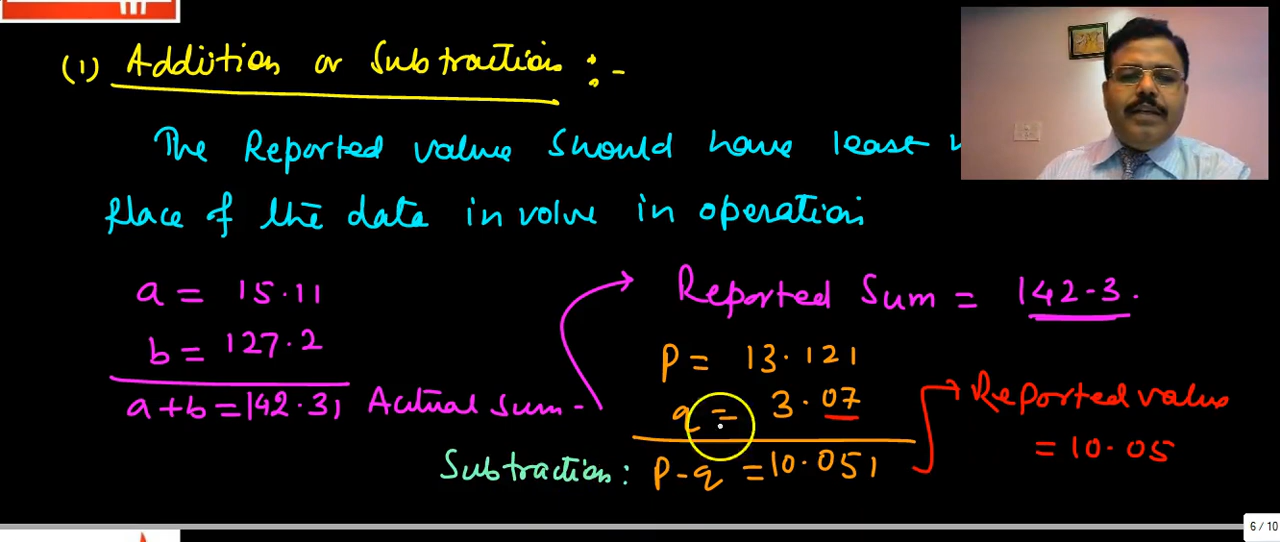 (1) Addition or Subtraction :-
The Reported value should have least
Place of the data in volve in operation
a = 15.11
b = 127.2
a+b = 142.31 Actual sum -
Reported Sum = 142.3.
P = 13.121
q = 3.07
Subtraction: P-q = 10.051
Reported value
= 10.05
6 / 10